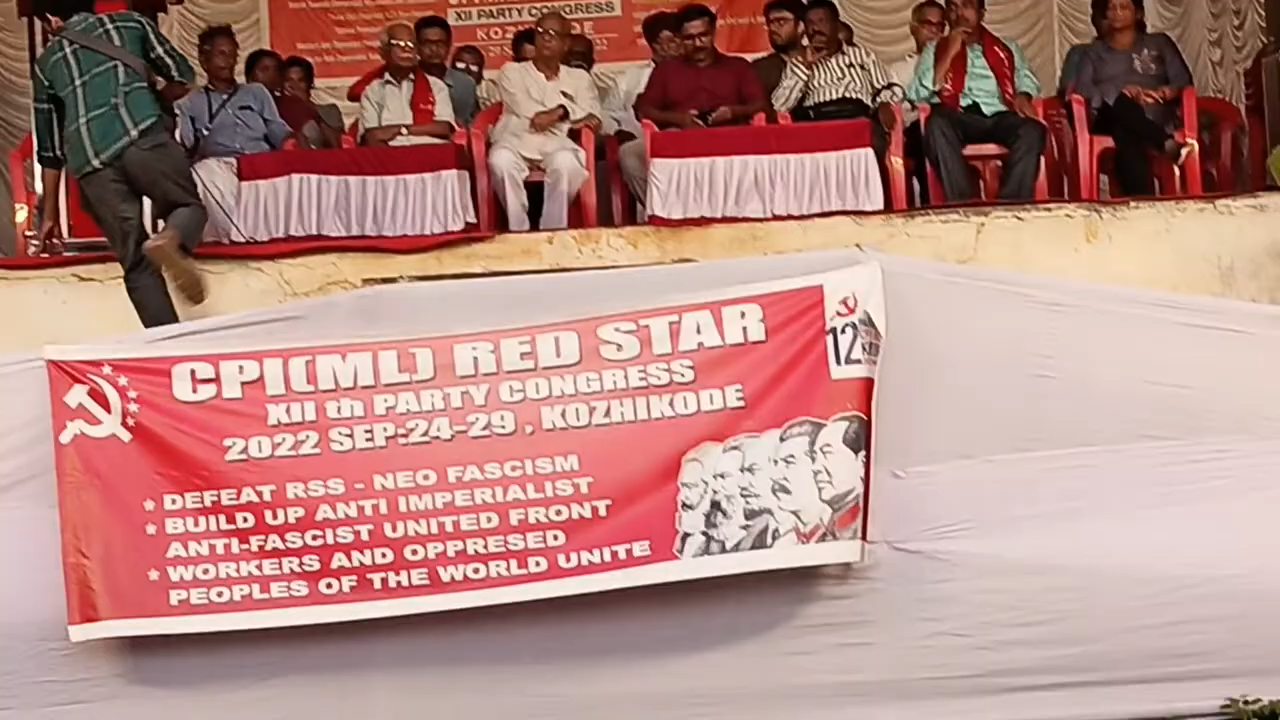 XII PARTY CONGRESS
KOZHIKODE
CPI(ML) RED STAR
XII th PARTY CONGRESS
2022 SEP:24-29 , KOZHIKODE
* DEFEAT RSS - NEO FASCISM
* BUILD UP ANTI IMPERIALIST
ANTI-FASCIST UNITED FRONT
* WORKERS AND OPPRESED
PEOPLES OF THE WORLD UNITE
12